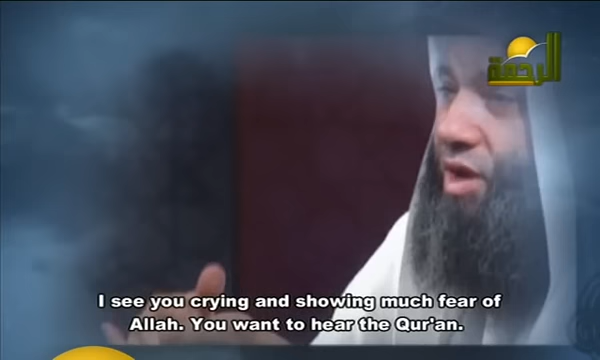 الرحمة
I see you crying and showing much fear of
Allah. You want to hear the Qur'an.